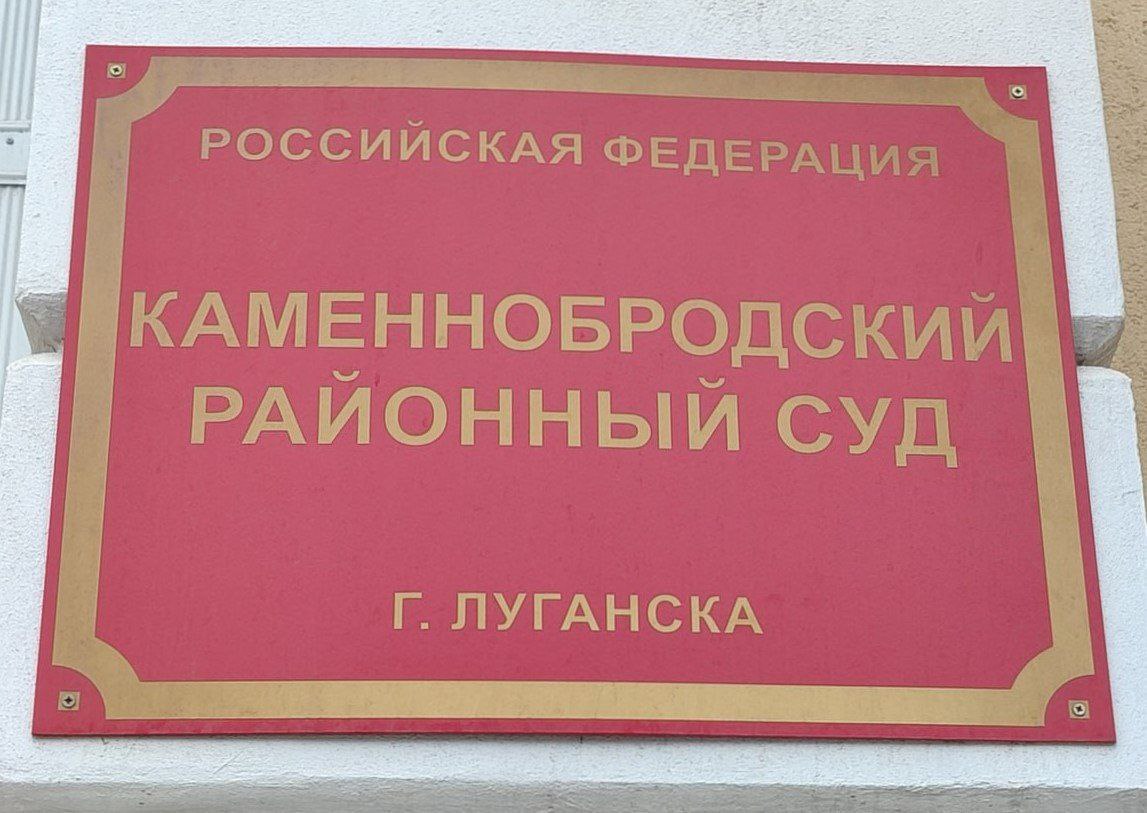 РОССИЙСКАЯ ФЕДЕРАЦИЯ
КАМЕННОБРОДСКИЙ
РАЙОННЫЙ СУД
Г. ЛУГАНСКА